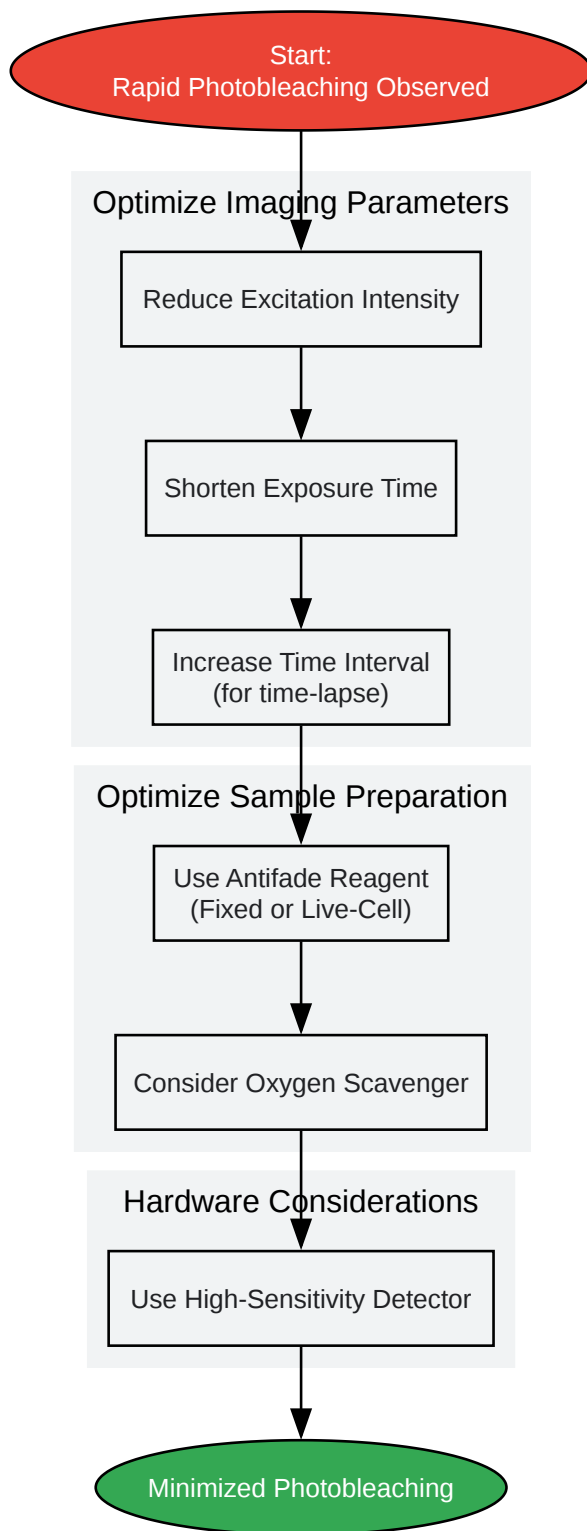 Start:
Rapid Photobleaching Observed
Optimize Imaging Parameters
Reduce Excitation Intensity
Shorten Exposure Time
Increase Time Interval
(for time-lapse)
Optimize Sample Preparation
Use Antifade Reagent
(Fixed or Live-Cell)
Consider Oxygen Scavenger
Hardware Considerations
Use High-Sensitivity Detector
Minimized Photobleaching